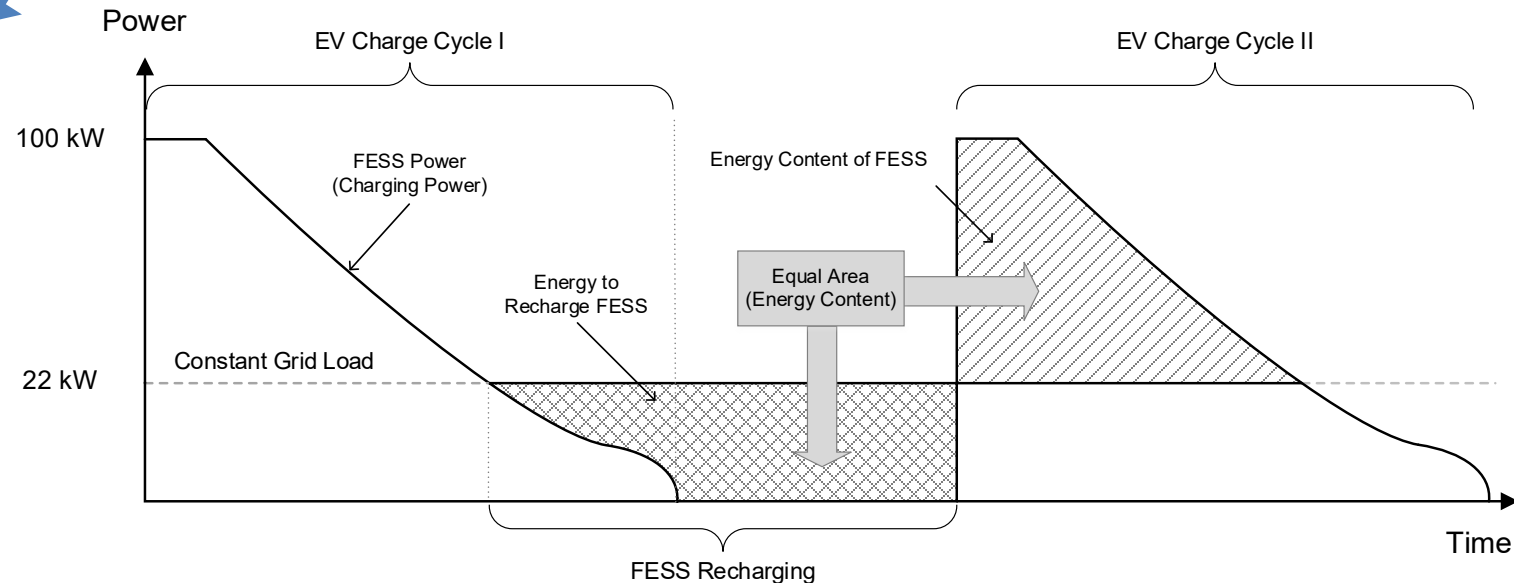 Power
EV Charge Cycle I
EV Charge Cycle II
100 kW
FESS Power
(Charging Power)
Energy Content of FESS
Energy to
Recharge FESS
Equal Area
(Energy Content)
Constant Grid Load
22 kW
Time
FESS Recharging